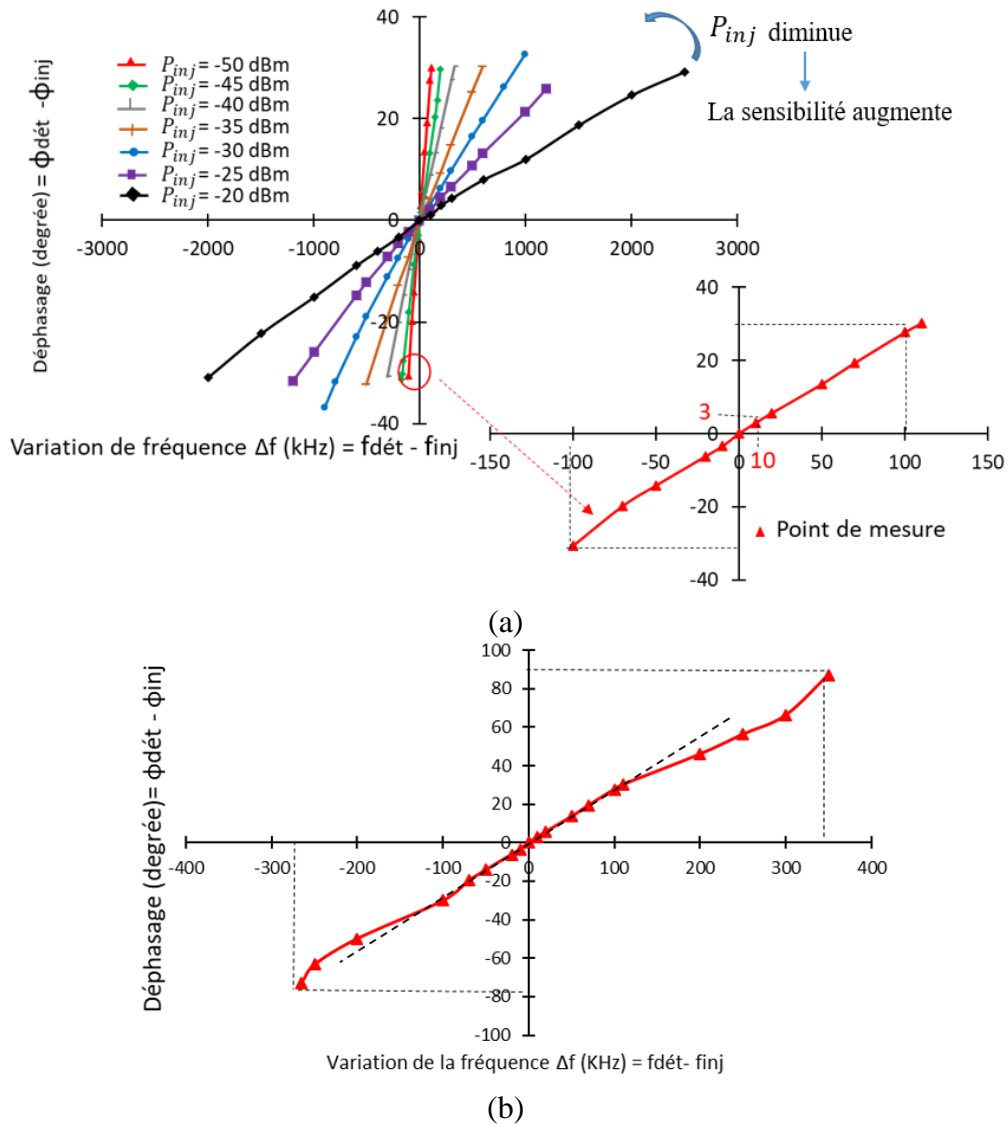 Déphasage (degrée) = ϕdét - ϕinj
P_inj = -50 dBm
P_inj = -45 dBm
P_inj = -40 dBm
P_inj = -35 dBm
P_inj = -30 dBm
P_inj = -25 dBm
P_inj = -20 dBm
40
20
0
-20
-40
-3000 -2000 -1000 0 1000 2000 3000
P_inj diminue
La sensibilité augmente
Variation de fréquence Δf (kHz) = fdét - finj
40
20
0
-20
-40
3
10
-150 -100 -50 0 50 100 150
Point de mesure
(a)
Déphasage (degrée)= ϕdét - ϕinj
100
80
60
40
20
0
-20
-40
-60
-80
-100
-400 -300 -200 -100 0 100 200 300 400
Variation de la fréquence Δf (KHz) = fdét- finj
(b)